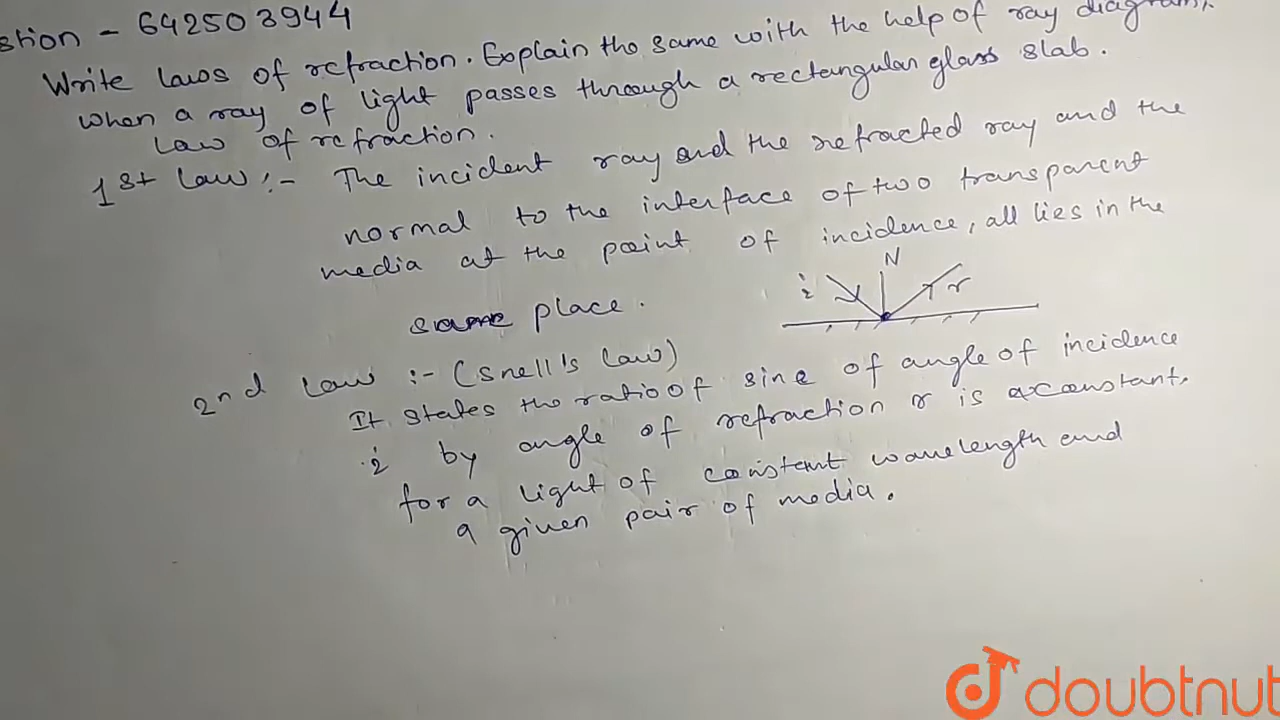 stion - 642503944
Write laws of refraction. Explain the same with the help of ray diagram,
when a ray of light passes through a rectangular glass slab.
law of refraction.
1st law :- The incident ray and the refracted ray and the
normal to the interface of two transparent
media at the point of incidence, all lies in the
same place.
N
i r
2nd law :- (Snell's law)
It states the ratio of sine of angle of incidence
i by angle of refraction r is a constant,
for a light of constant wavelength and
a given pair of media.
doubtnut